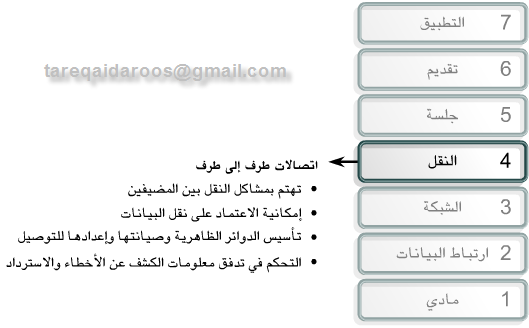 7 التطبيق
6 تقديم
tareqaidaroos@gmail.com
5 جلسة
4 النقل
اتصالات طرف إلى طرف
• تهتم بمشاكل النقل بين المضيفين
• إمكانية الاعتماد على نقل البيانات
• تأسيس الدوائر الظاهرية وصيانتها وإعدادها للتوصيل
• التحكم في تدفق معلومات الكشف عن الأخطاء والاسترداد
3 الشبكة
2 ارتباط البيانات
1 مادي